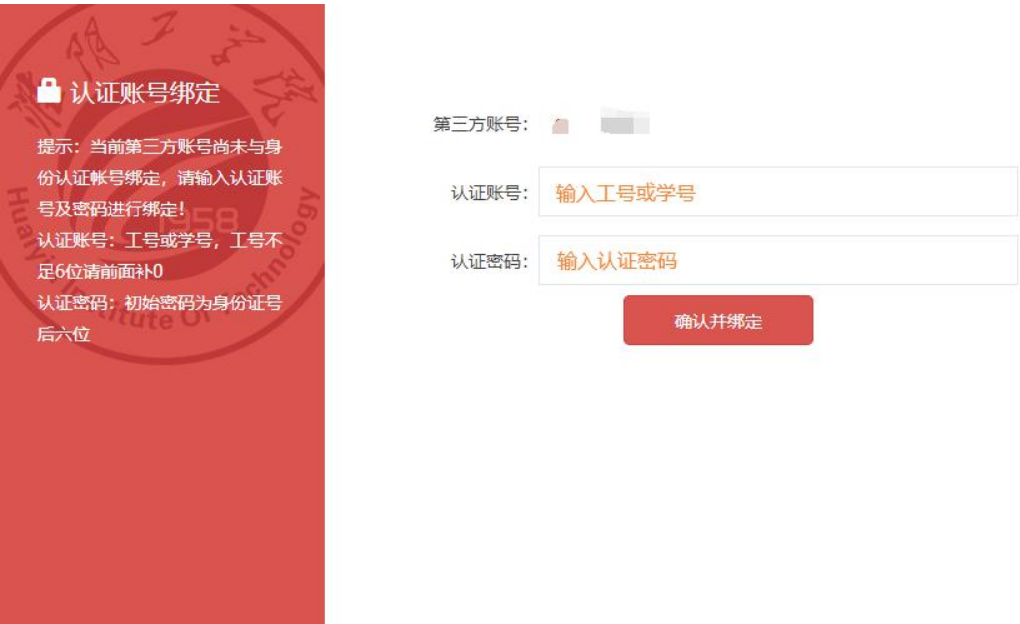 认证账号绑定
提示：当前第三方账号尚未与身
份认证帐号绑定，请输入认证账
号及密码进行绑定！
认证账号：工号或学号，工号不
足6位请前面补0
认证密码：初始密码为身份证号
后六位
1958
Huaiyin Institute Of Technology
第三方账号：
认证账号：
输入工号或学号
认证密码：
输入认证密码
确认并绑定